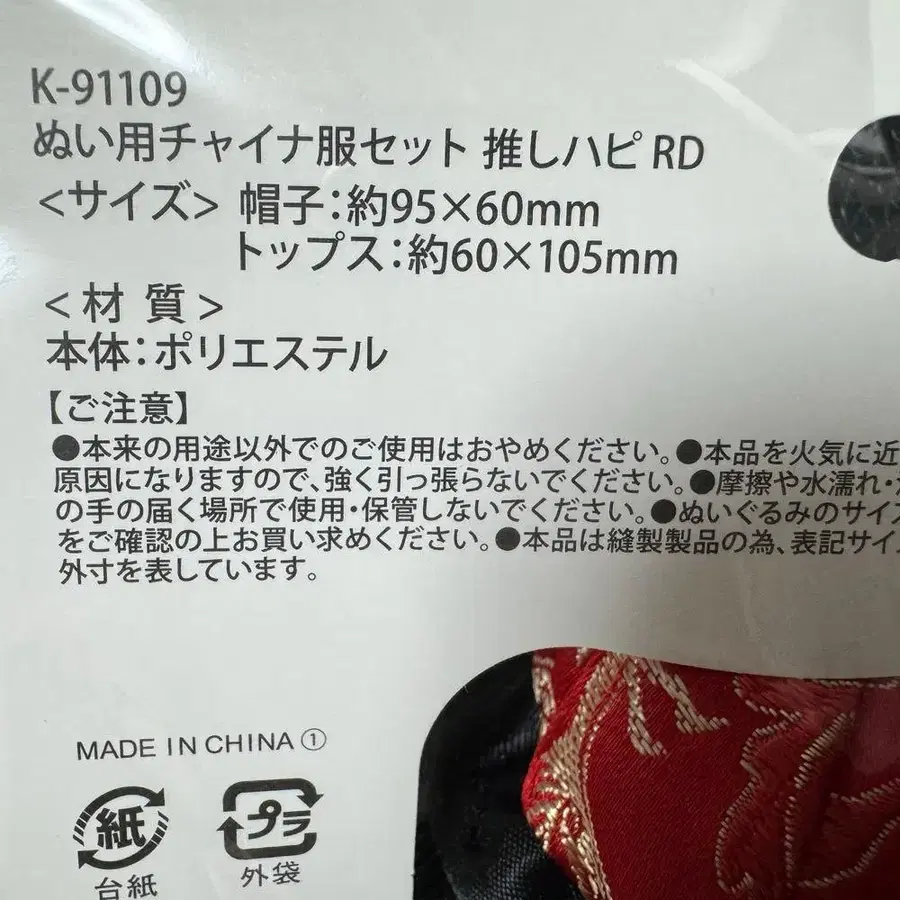 K-91109
ぬい用チャイナ服セット 推しハピ RD
<サイズ> 帽子：約95×60mm
トップス：約60×105mm
<材 質>
本体：ポリエステル
【ご注意】
●本来の用途以外でのご使用はおやめください。●本品を火気に近
原因になりますので、強く引っ張らないでください。●摩擦や水濡れ・
の手の届く場所で使用・保管しないでください。●ぬいぐるみのサイズ
をご確認の上お買い求めください。●本品は縫製製品の為、表記サイ
外寸を表しています。
MADE IN CHINA ①
紙
台紙
プラ
外袋